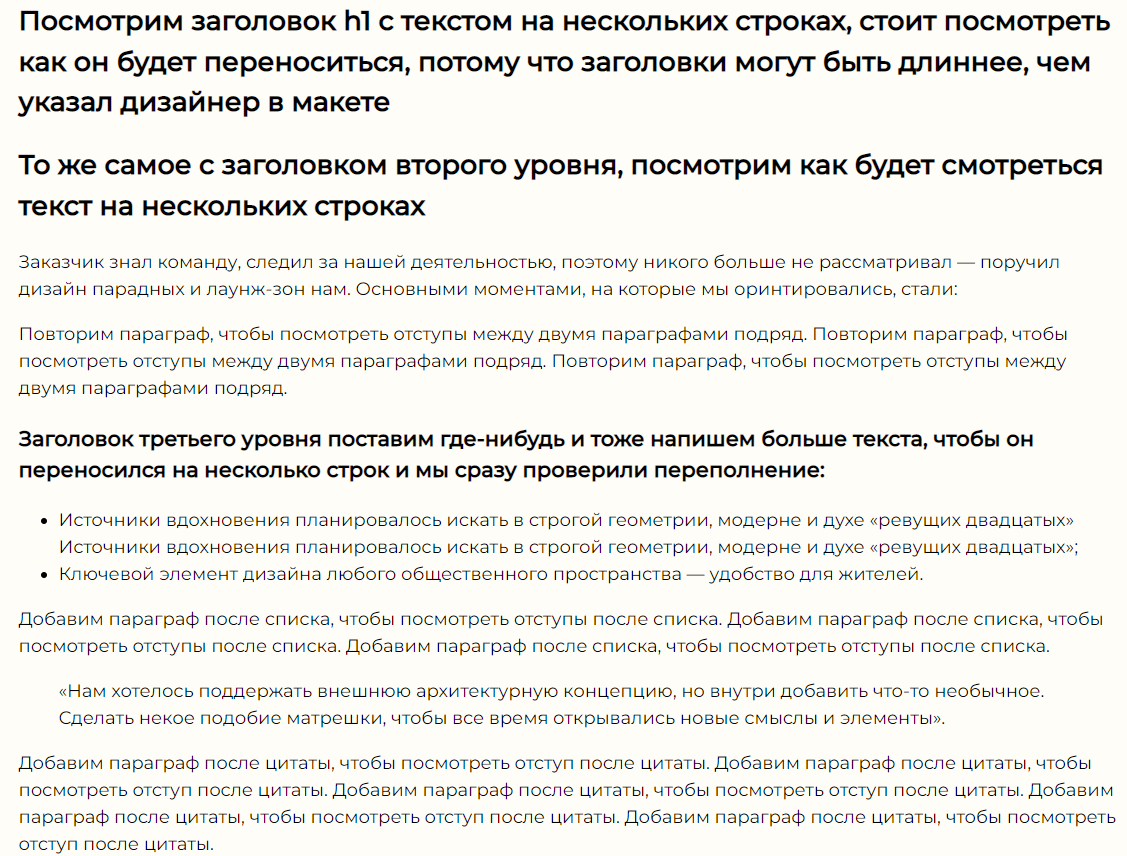 Посмотрим заголовок h1 с текстом на нескольких строках, стоит посмотреть
как он будет переноситься, потому что заголовки могут быть длиннее, чем
указал дизайнер в макете
То же самое с заголовком второго уровня, посмотрим как будет смотреться
текст на нескольких строках
Заказчик знал команду, следил за нашей деятельностью, поэтому никого больше не рассматривал — поручил
дизайн парадных и лаунж-зон нам. Основными моментами, на которые мы оринтировались, стали:
Повторим параграф, чтобы посмотреть отступы между двумя параграфами подряд. Повторим параграф, чтобы
посмотреть отступы между двумя параграфами подряд. Повторим параграф, чтобы посмотреть отступы между
двумя параграфами подряд.
Заголовок третьего уровня поставим где-нибудь и тоже напишем больше текста, чтобы он
переносился на несколько строк и мы сразу проверили переполнение:
• Источники вдохновения планировалось искать в строгой геометрии, модерне и духе «ревущих двадцатых»
Источники вдохновения планировалось искать в строгой геометрии, модерне и духе «ревущих двадцатых»;
• Ключевой элемент дизайна любого общественного пространства — удобство для жителей.
Добавим параграф после списка, чтобы посмотреть отступы после списка. Добавим параграф после списка, чтобы
посмотреть отступы после списка. Добавим параграф после списка, чтобы посмотреть отступы после списка.
«Нам хотелось поддержать внешнюю архитектурную концепцию, но внутри добавить что-то необычное.
Сделать некое подобие матрешки, чтобы все время открывались новые смыслы и элементы».
Добавим параграф после цитаты, чтобы посмотреть отступ после цитаты. Добавим параграф после цитаты, чтобы
посмотреть отступ после цитаты. Добавим параграф после цитаты, чтобы посмотреть отступ после цитаты. Добавим
параграф после цитаты, чтобы посмотреть отступ после цитаты. Добавим параграф после цитаты, чтобы посмотреть
отступ после цитаты.